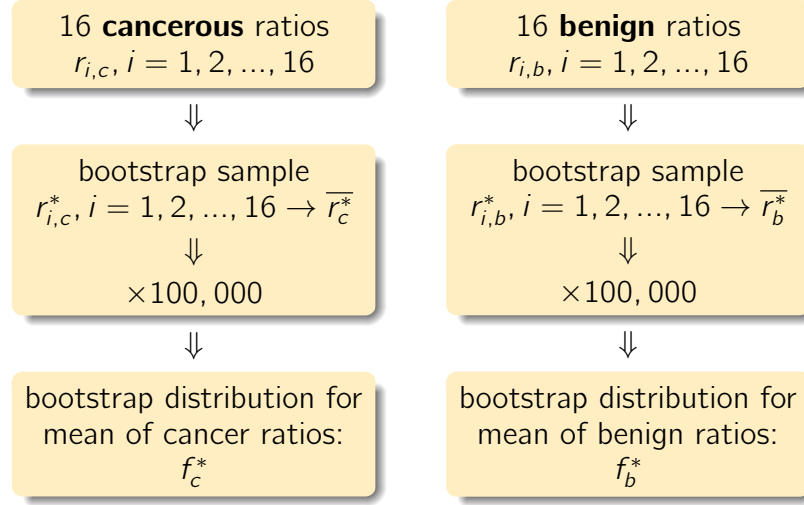 16 cancerous ratios
r_{i,c}, i = 1, 2, ..., 16
⇓
bootstrap sample
r^*_{i,c}, i = 1, 2, ..., 16 → \overline{r^*_c}
⇓
×100, 000
⇓
bootstrap distribution for
mean of cancer ratios:
f^*_c
16 benign ratios
r_{i,b}, i = 1, 2, ..., 16
⇓
bootstrap sample
r^*_{i,b}, i = 1, 2, ..., 16 → \overline{r^*_b}
⇓
×100, 000
⇓
bootstrap distribution for
mean of benign ratios:
f^*_b